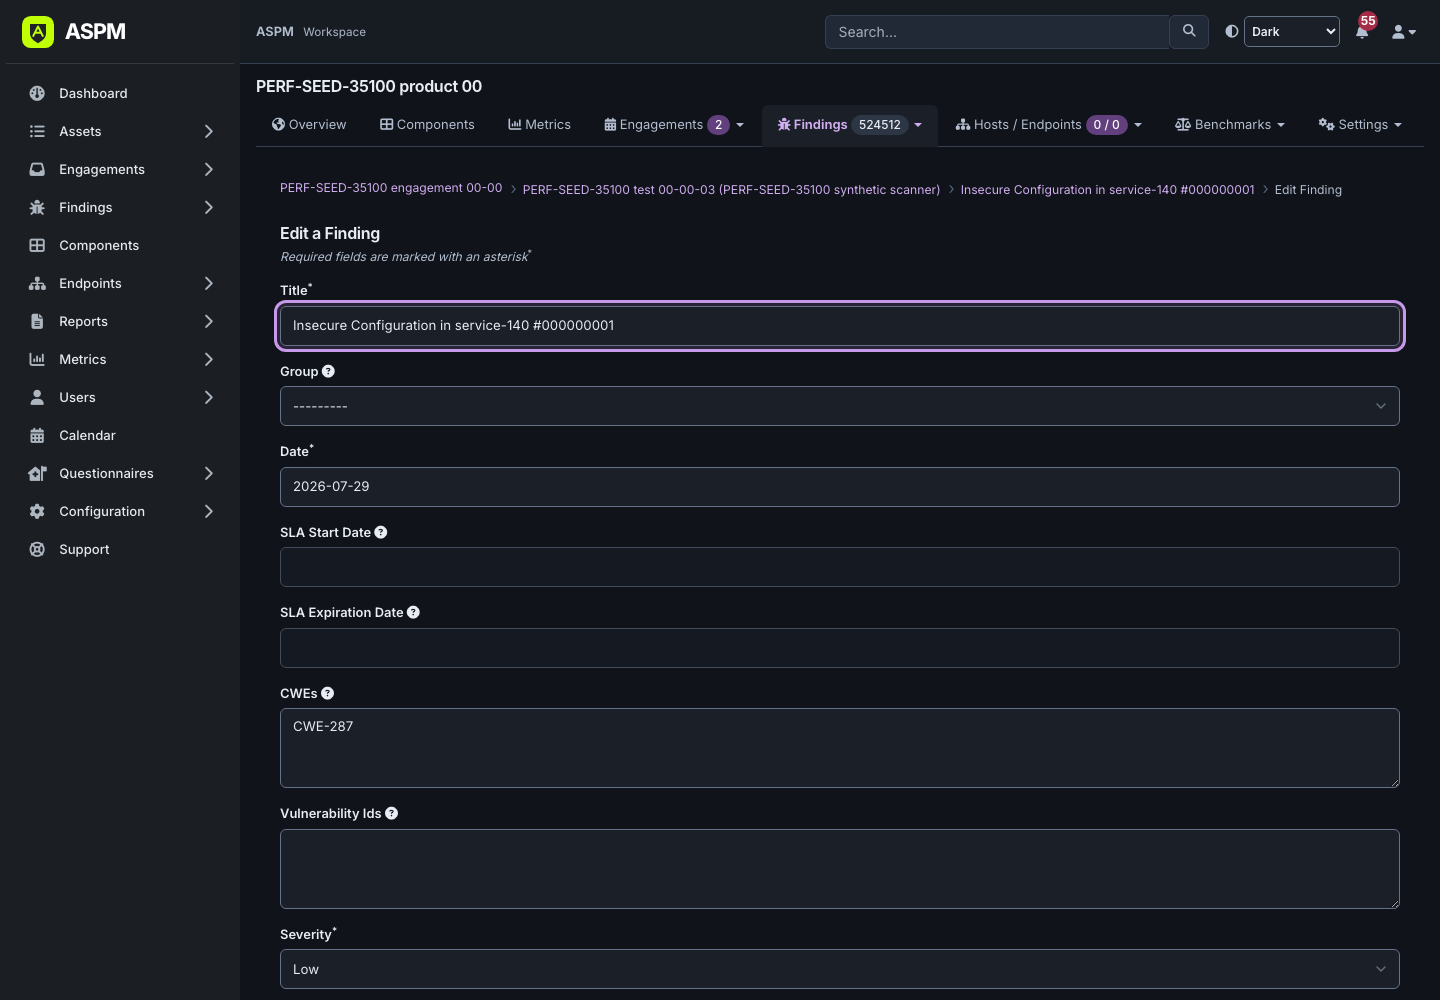 ASPM
ASPM Workspace
Search...
Dark
55
Dashboard
Assets
Engagements
Findings
Components
Endpoints
Reports
Metrics
Users
Calendar
Questionnaires
Configuration
Support
PERF-SEED-35100 product 00
Overview
Components
Metrics
Engagements 2
Findings 524512
Hosts / Endpoints 0 / 0
Benchmarks
Settings
PERF-SEED-35100 engagement 00-00 > PERF-SEED-35100 test 00-00-03 (PERF-SEED-35100 synthetic scanner) > Insecure Configuration in service-140 #000000001 > Edit Finding
Edit a Finding
Required fields are marked with an asterisk*
Title*
Insecure Configuration in service-140 #000000001
Group ?
---------
Date*
2026-07-29
SLA Start Date ?
SLA Expiration Date ?
CWEs ?
CWE-287
Vulnerability Ids ?
Severity*
Low